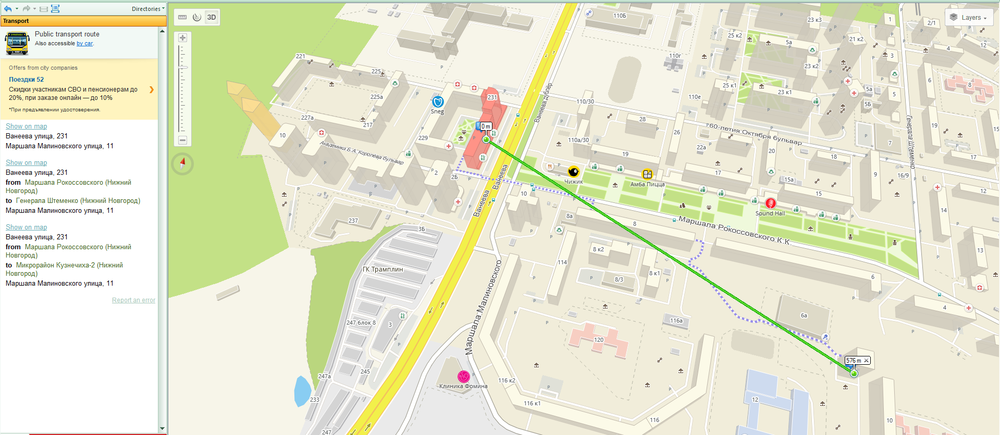 Directories
Transport
Public transport route
Also accessible by car.
Offers from city companies
Поездки 52
Скидки участникам СВО и пенсионерам до
20%, при заказе онлайн — до 10%
*При предъявлении удостоверения.
Show on map
Ванеева улица, 231
Маршала Малиновского улица, 11
Show on map
Ванеева улица, 231
from Маршала Рокоссовского (Нижний
Новгород)
to Генерала Штеменко (Нижний Новгород)
Маршала Малиновского улица, 11
Show on map
Ванеева улица, 231
from Маршала Рокоссовского (Нижний
Новгород)
to Микрорайон Кузнечиха-2 (Нижний
Новгород)
Маршала Малиновского улица, 11
Report an error
3D
Layers
110Б
23 к3
1
2/1
25 к2
21 к2
5а
12
4
3
221
110г
23 к2
225
6
25 к1
8
5а
225а
231
110е
23 к1
5
110/30
5Б
Sneg
Ванеева дублёр
227а
217
28
19
60-летия Октября бульвар
Генерала Штеменко
0 m
26
10
229
110а/30
7
Академика Б.А. Королёва бульвар
22а
20
19
18
17
2
2Б
Чижик
Амба Пицца
17
15а
9
16/9
Ванеева
Ванеева
10
15
12
Sound Hall
14
8а
8
237
3Б
Маршала Рокоссовского К.К.
8 к2
13
114
ГК Трамплин
8 к1
6
8/3
Маршала Малиновского
4
6а
116а
247 блок 8
3
120
576 m
245
247а
Клиника Фомина
116 к2
233
12
116 к1
116
10
247